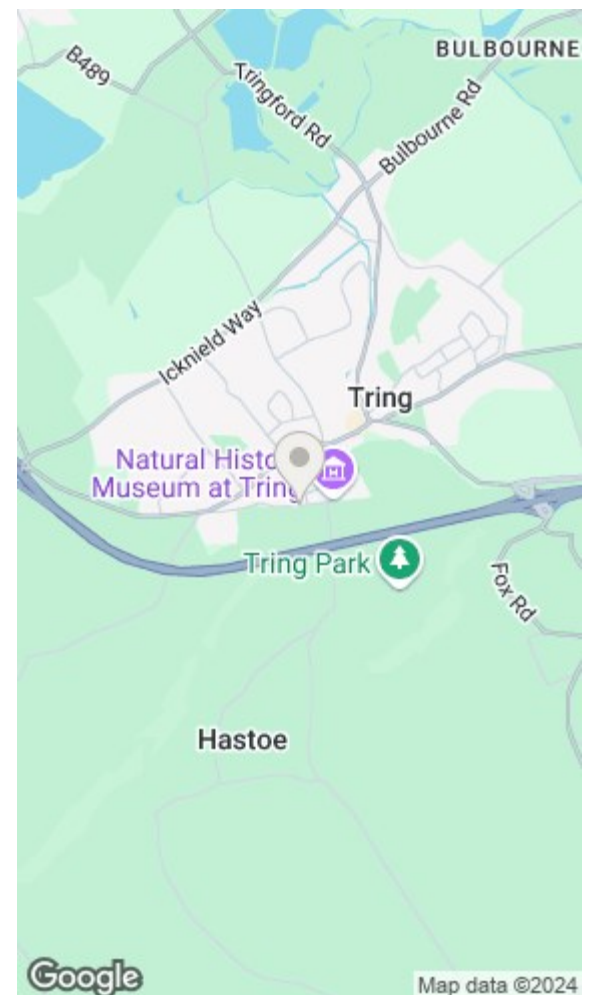 BULBOURNE
B489
Tringford Rd
Bulbourne Rd
Icknield Way
Tring
Natural Histo
Museum at Tring
Tring Park
Fox Rd
Hastoe
Google
Map data ©2024